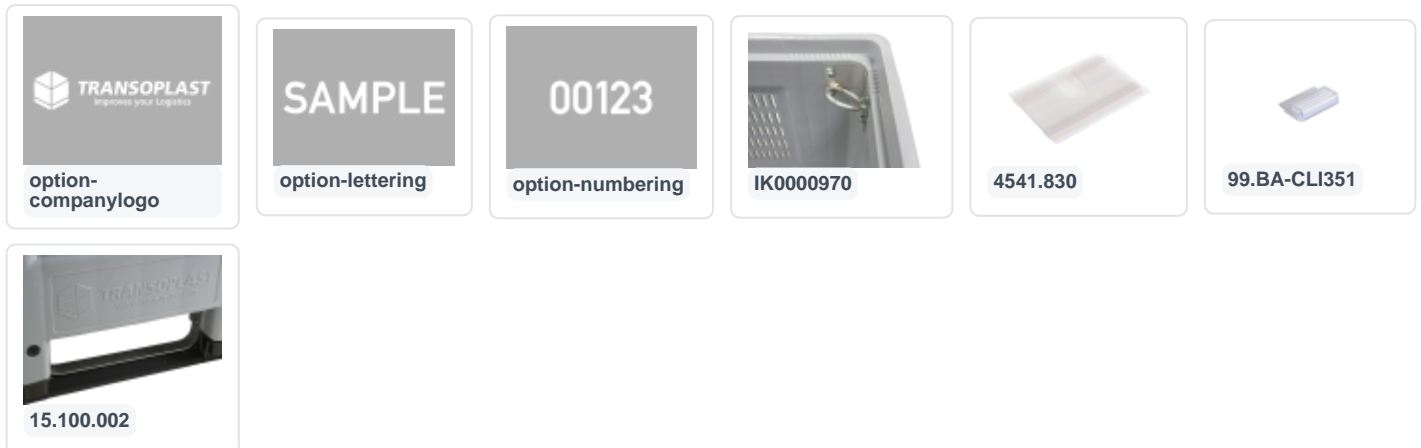 TRANSOPLAST
Improves your Logistics
option-
companylogo
SAMPLE
option-lettering
00123
option-numbering
IK0000970
4541.830
99.BA-CLI351
TRANSOPLAST
15.100.002